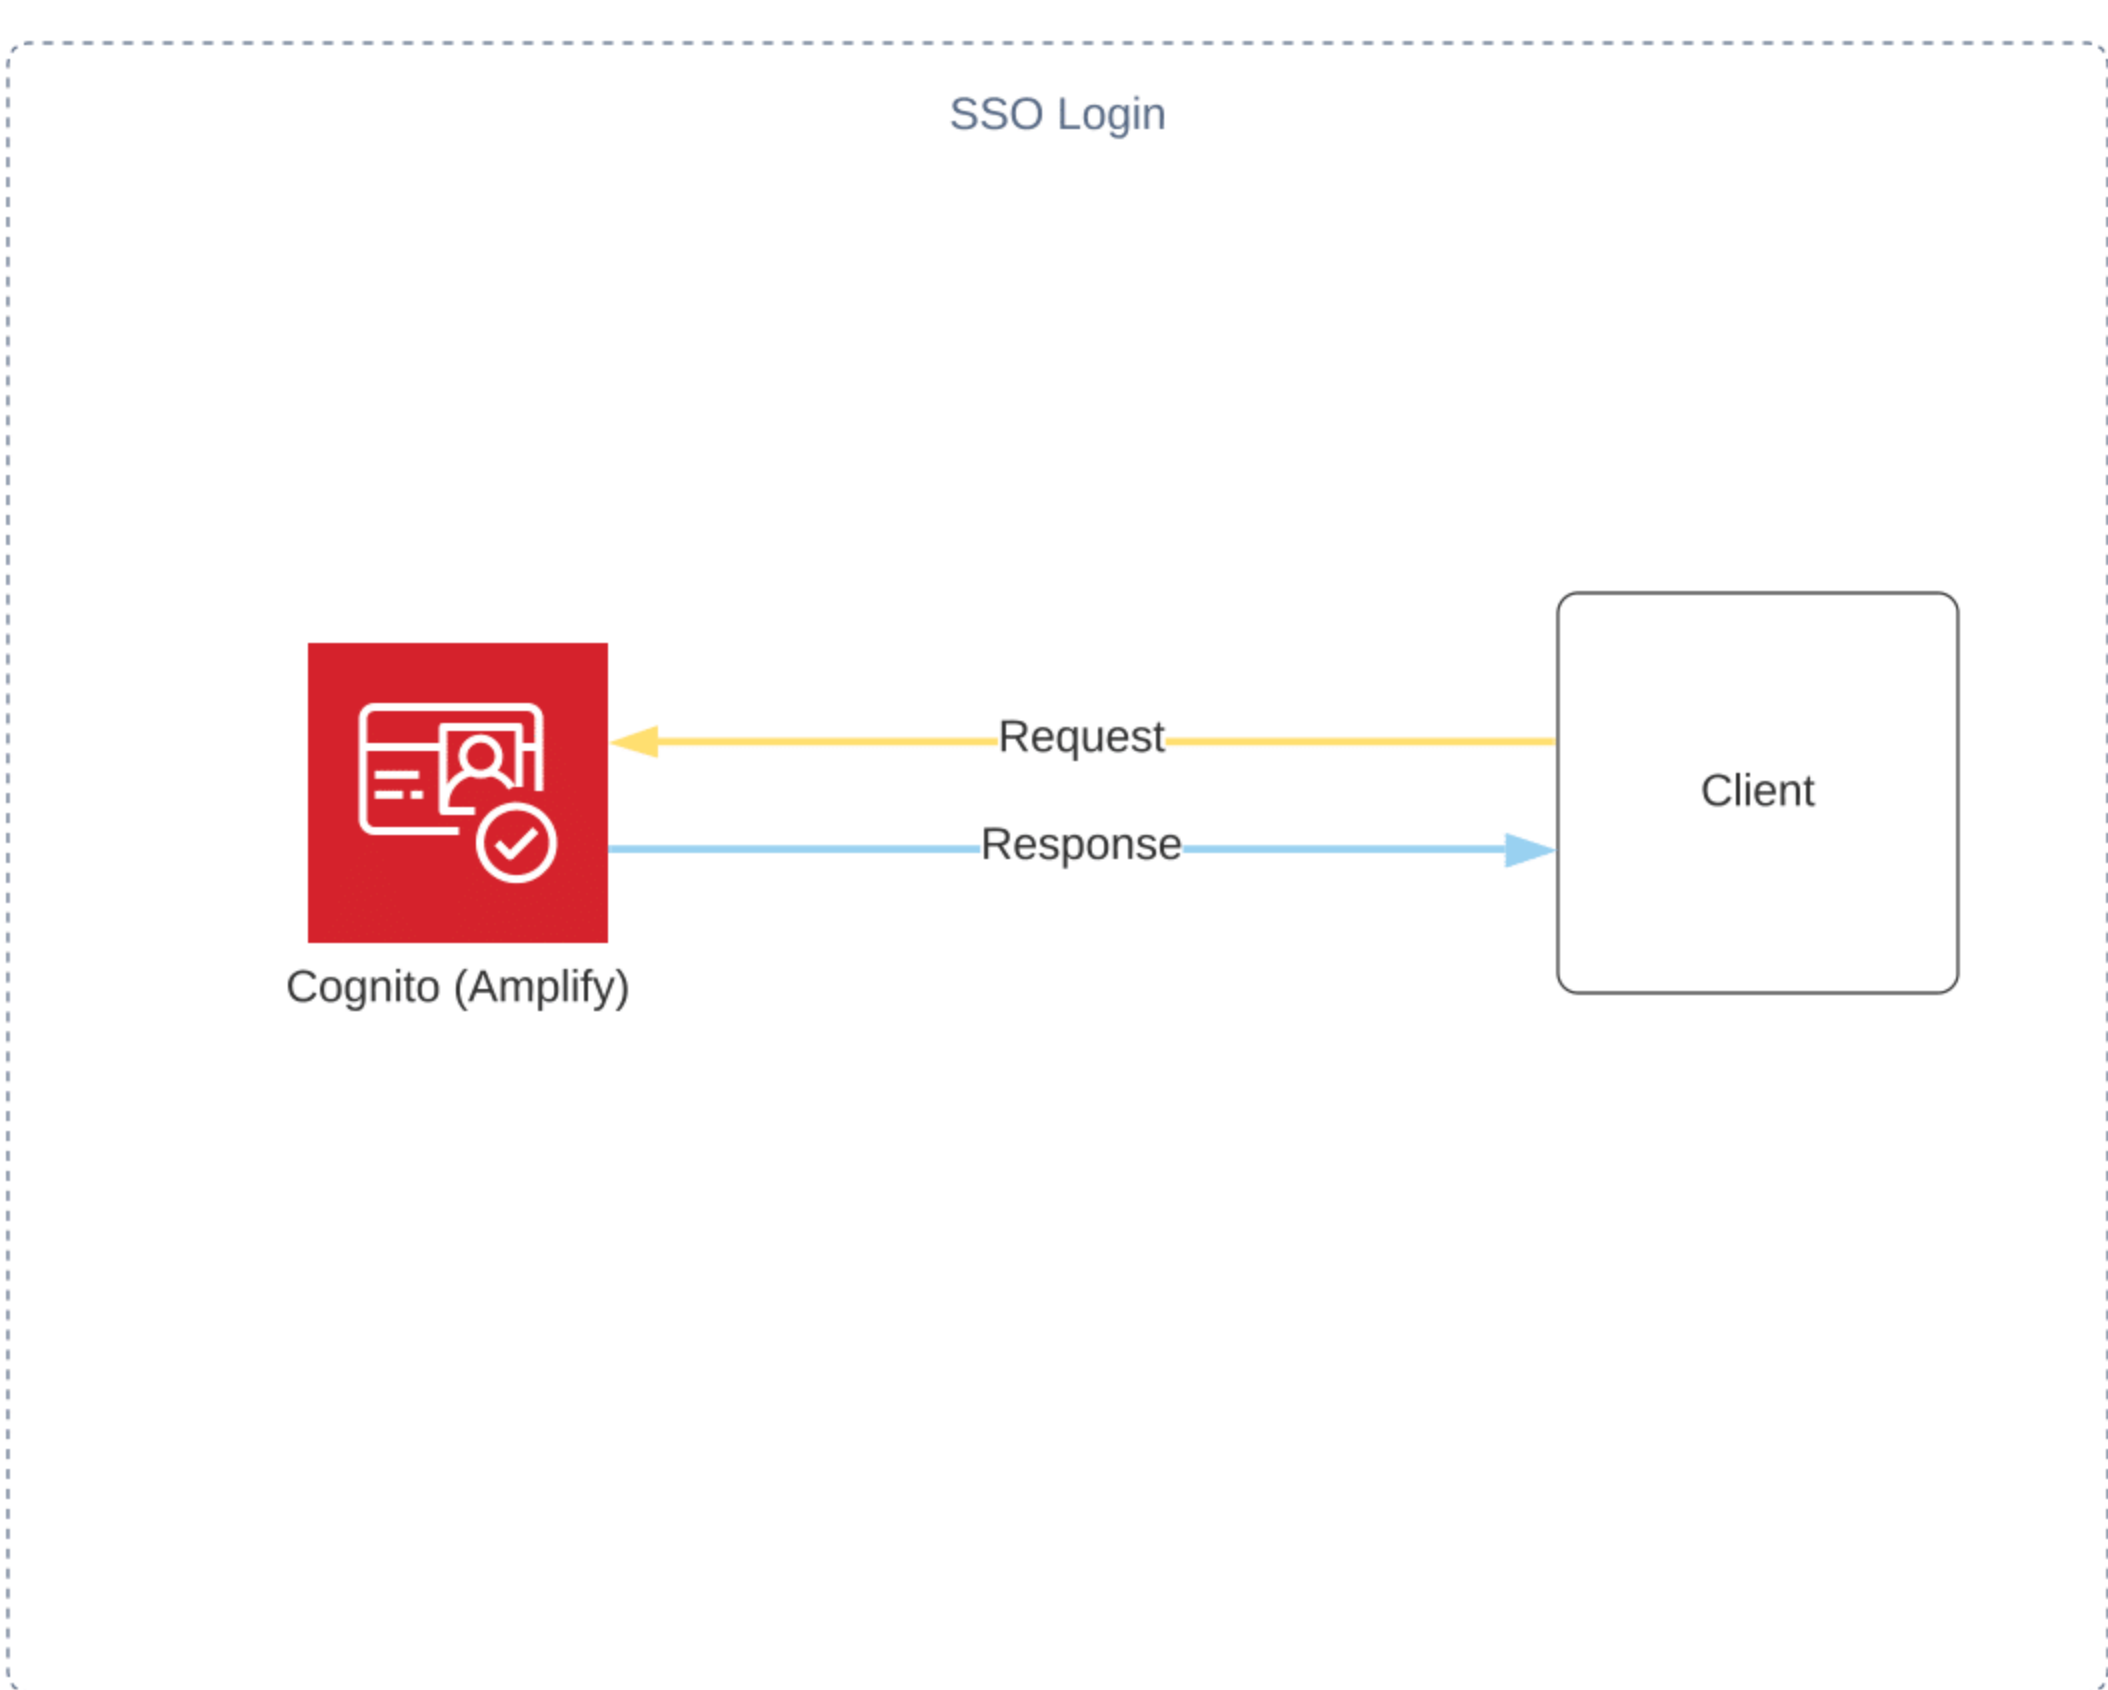 SSO Login
Request
Client
Response
Cognito (Amplify)